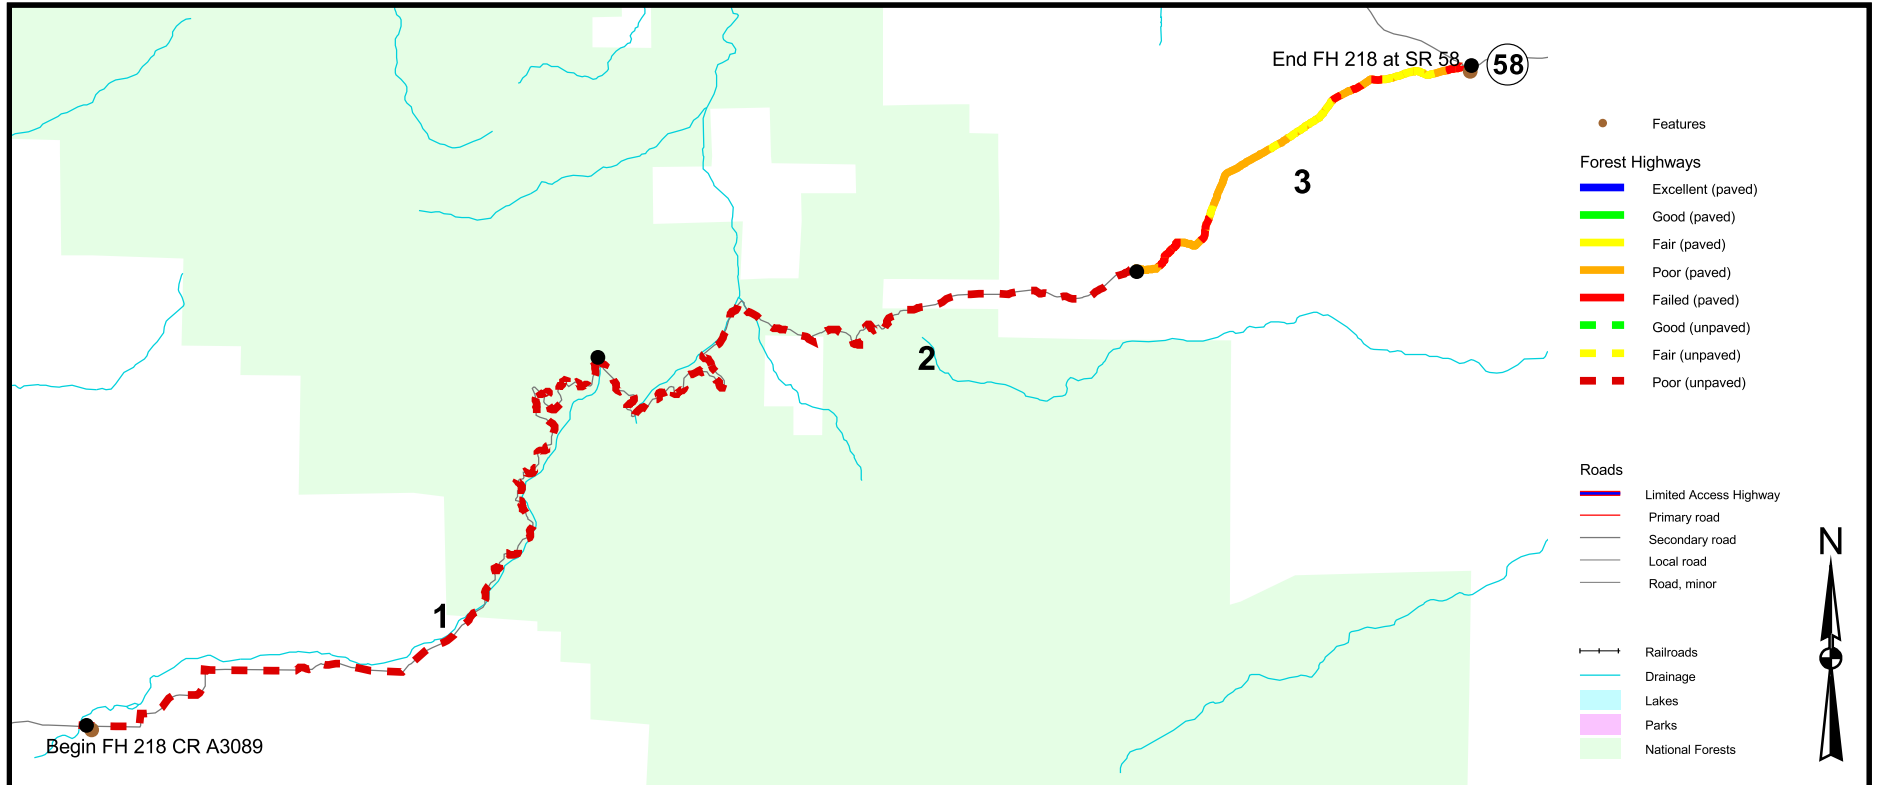 End FH 218 at SR 58
58
3
2
1
Begin FH 218 CR A3089
Features
Forest Highways
Excellent (paved)
Good (paved)
Fair (paved)
Poor (paved)
Failed (paved)
Good (unpaved)
Fair (unpaved)
Poor (unpaved)
Roads
Limited Access Highway
Primary road
Secondary road
Local road
Road, minor
Railroads
Drainage
Lakes
Parks
National Forests
N